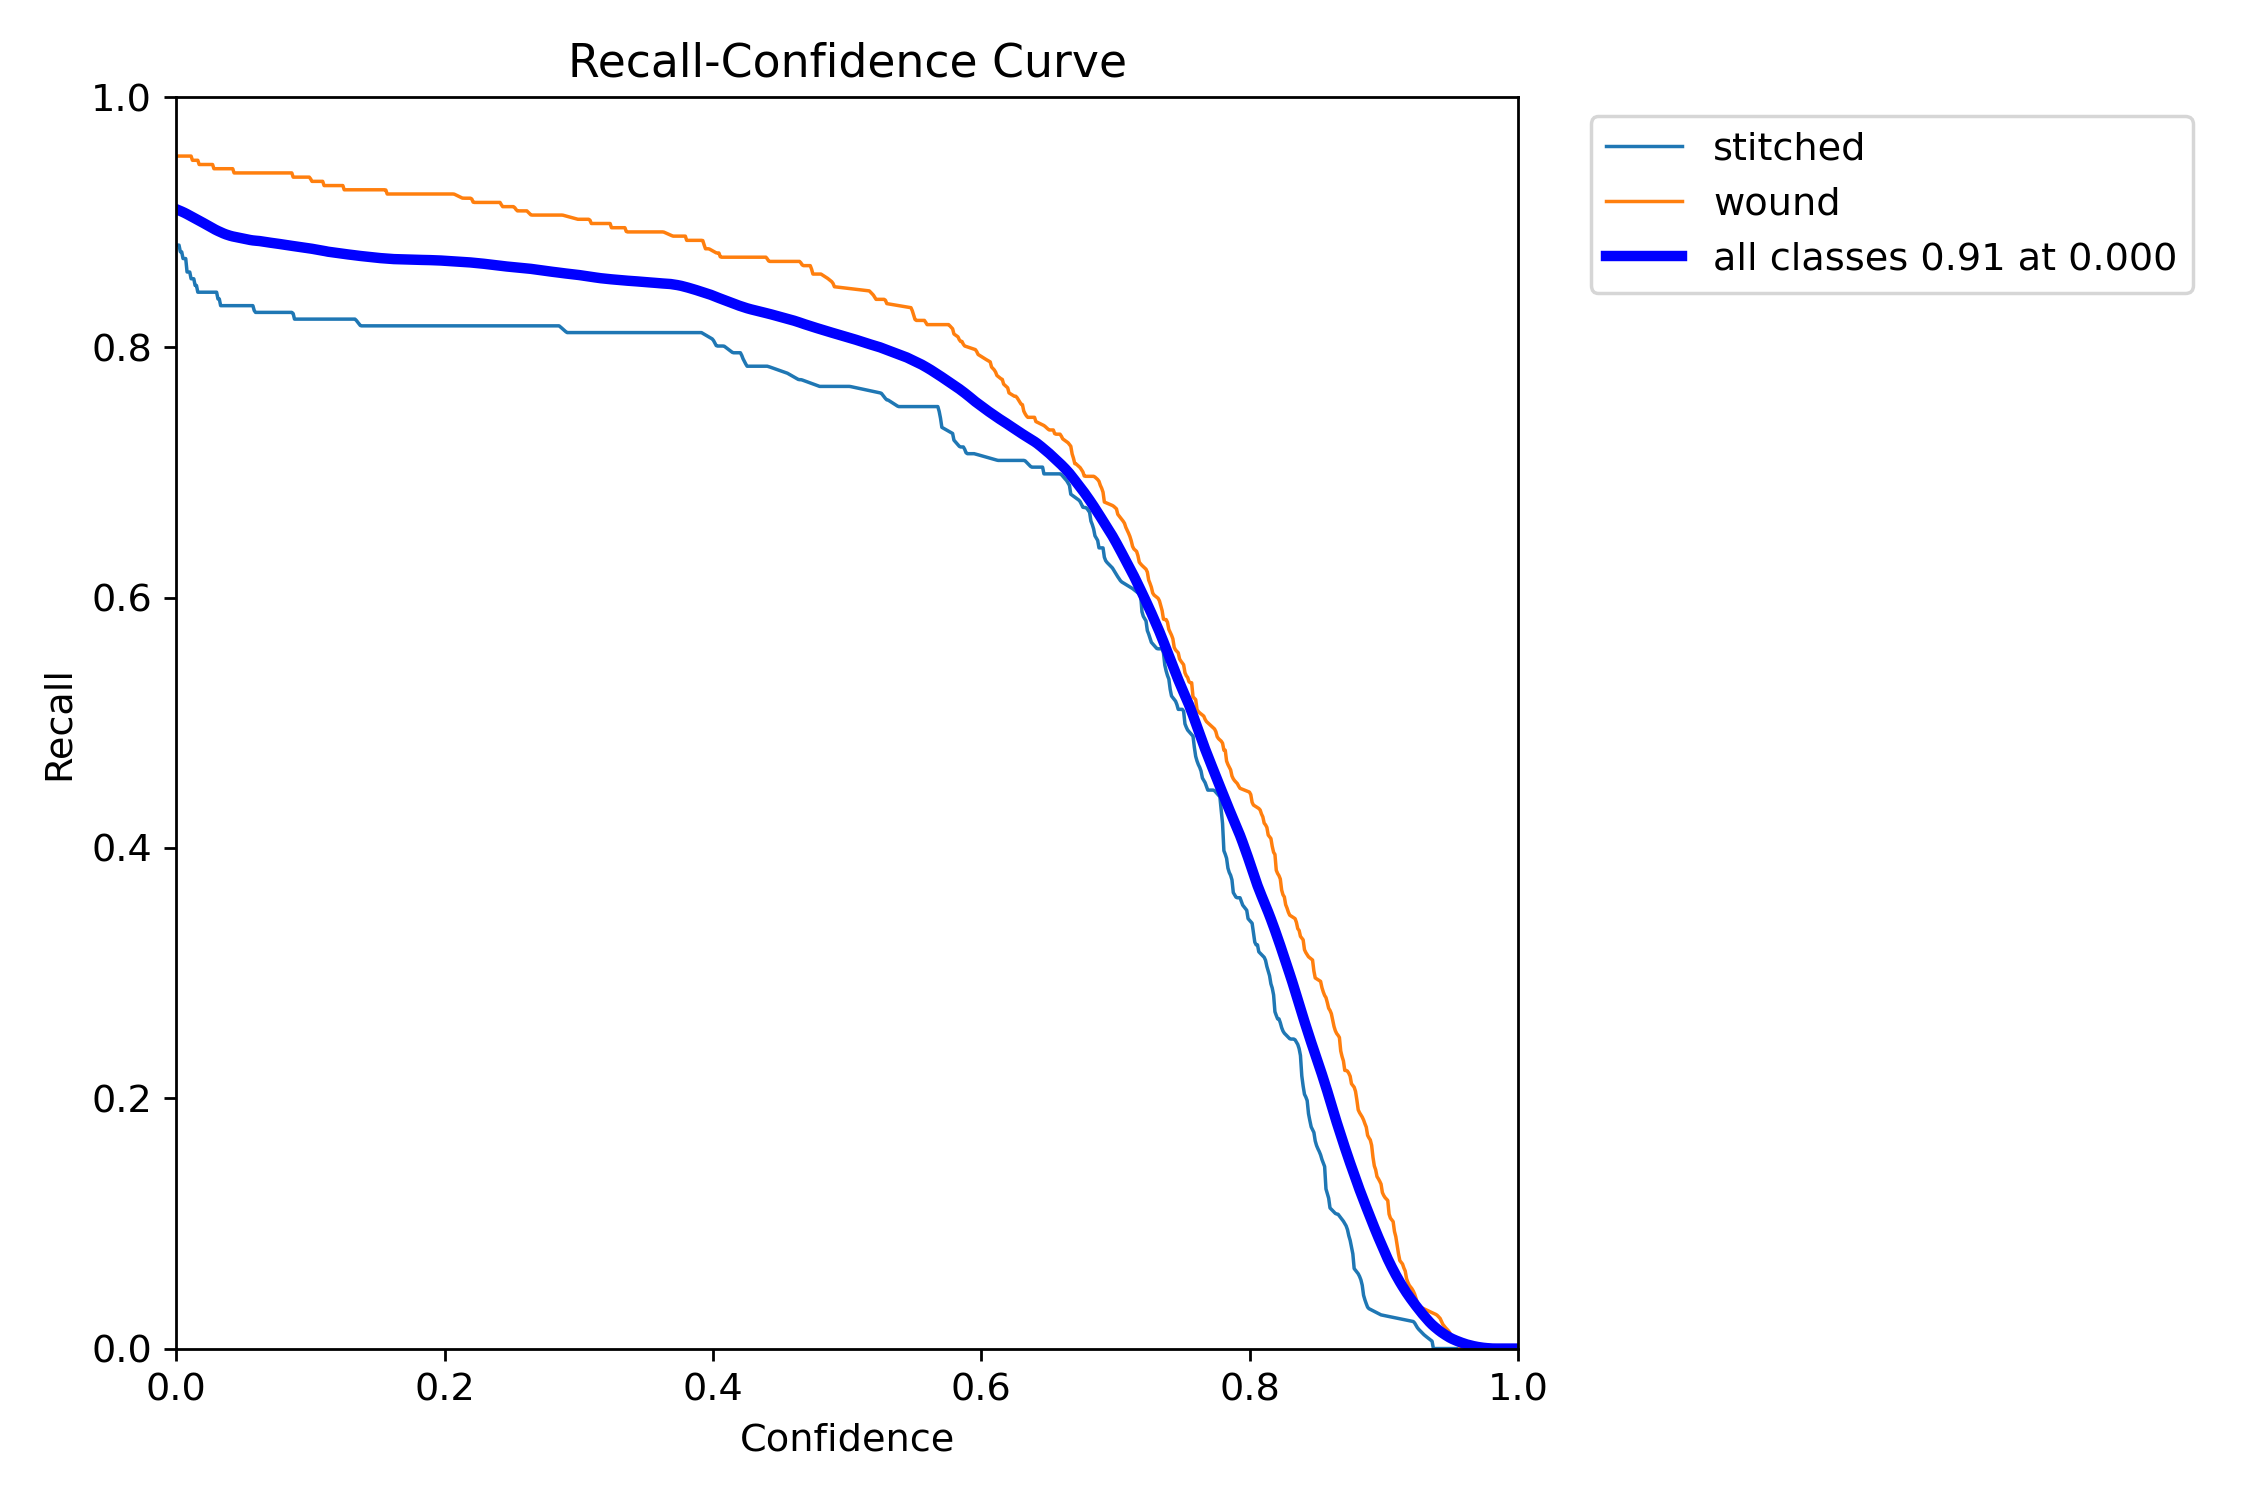 Recall-Confidence Curve
1.0
0.8
0.6
0.4
0.2
0.0
Recall
0.0 0.2 0.4 0.6 0.8 1.0
Confidence
stitched
wound
all classes 0.91 at 0.000